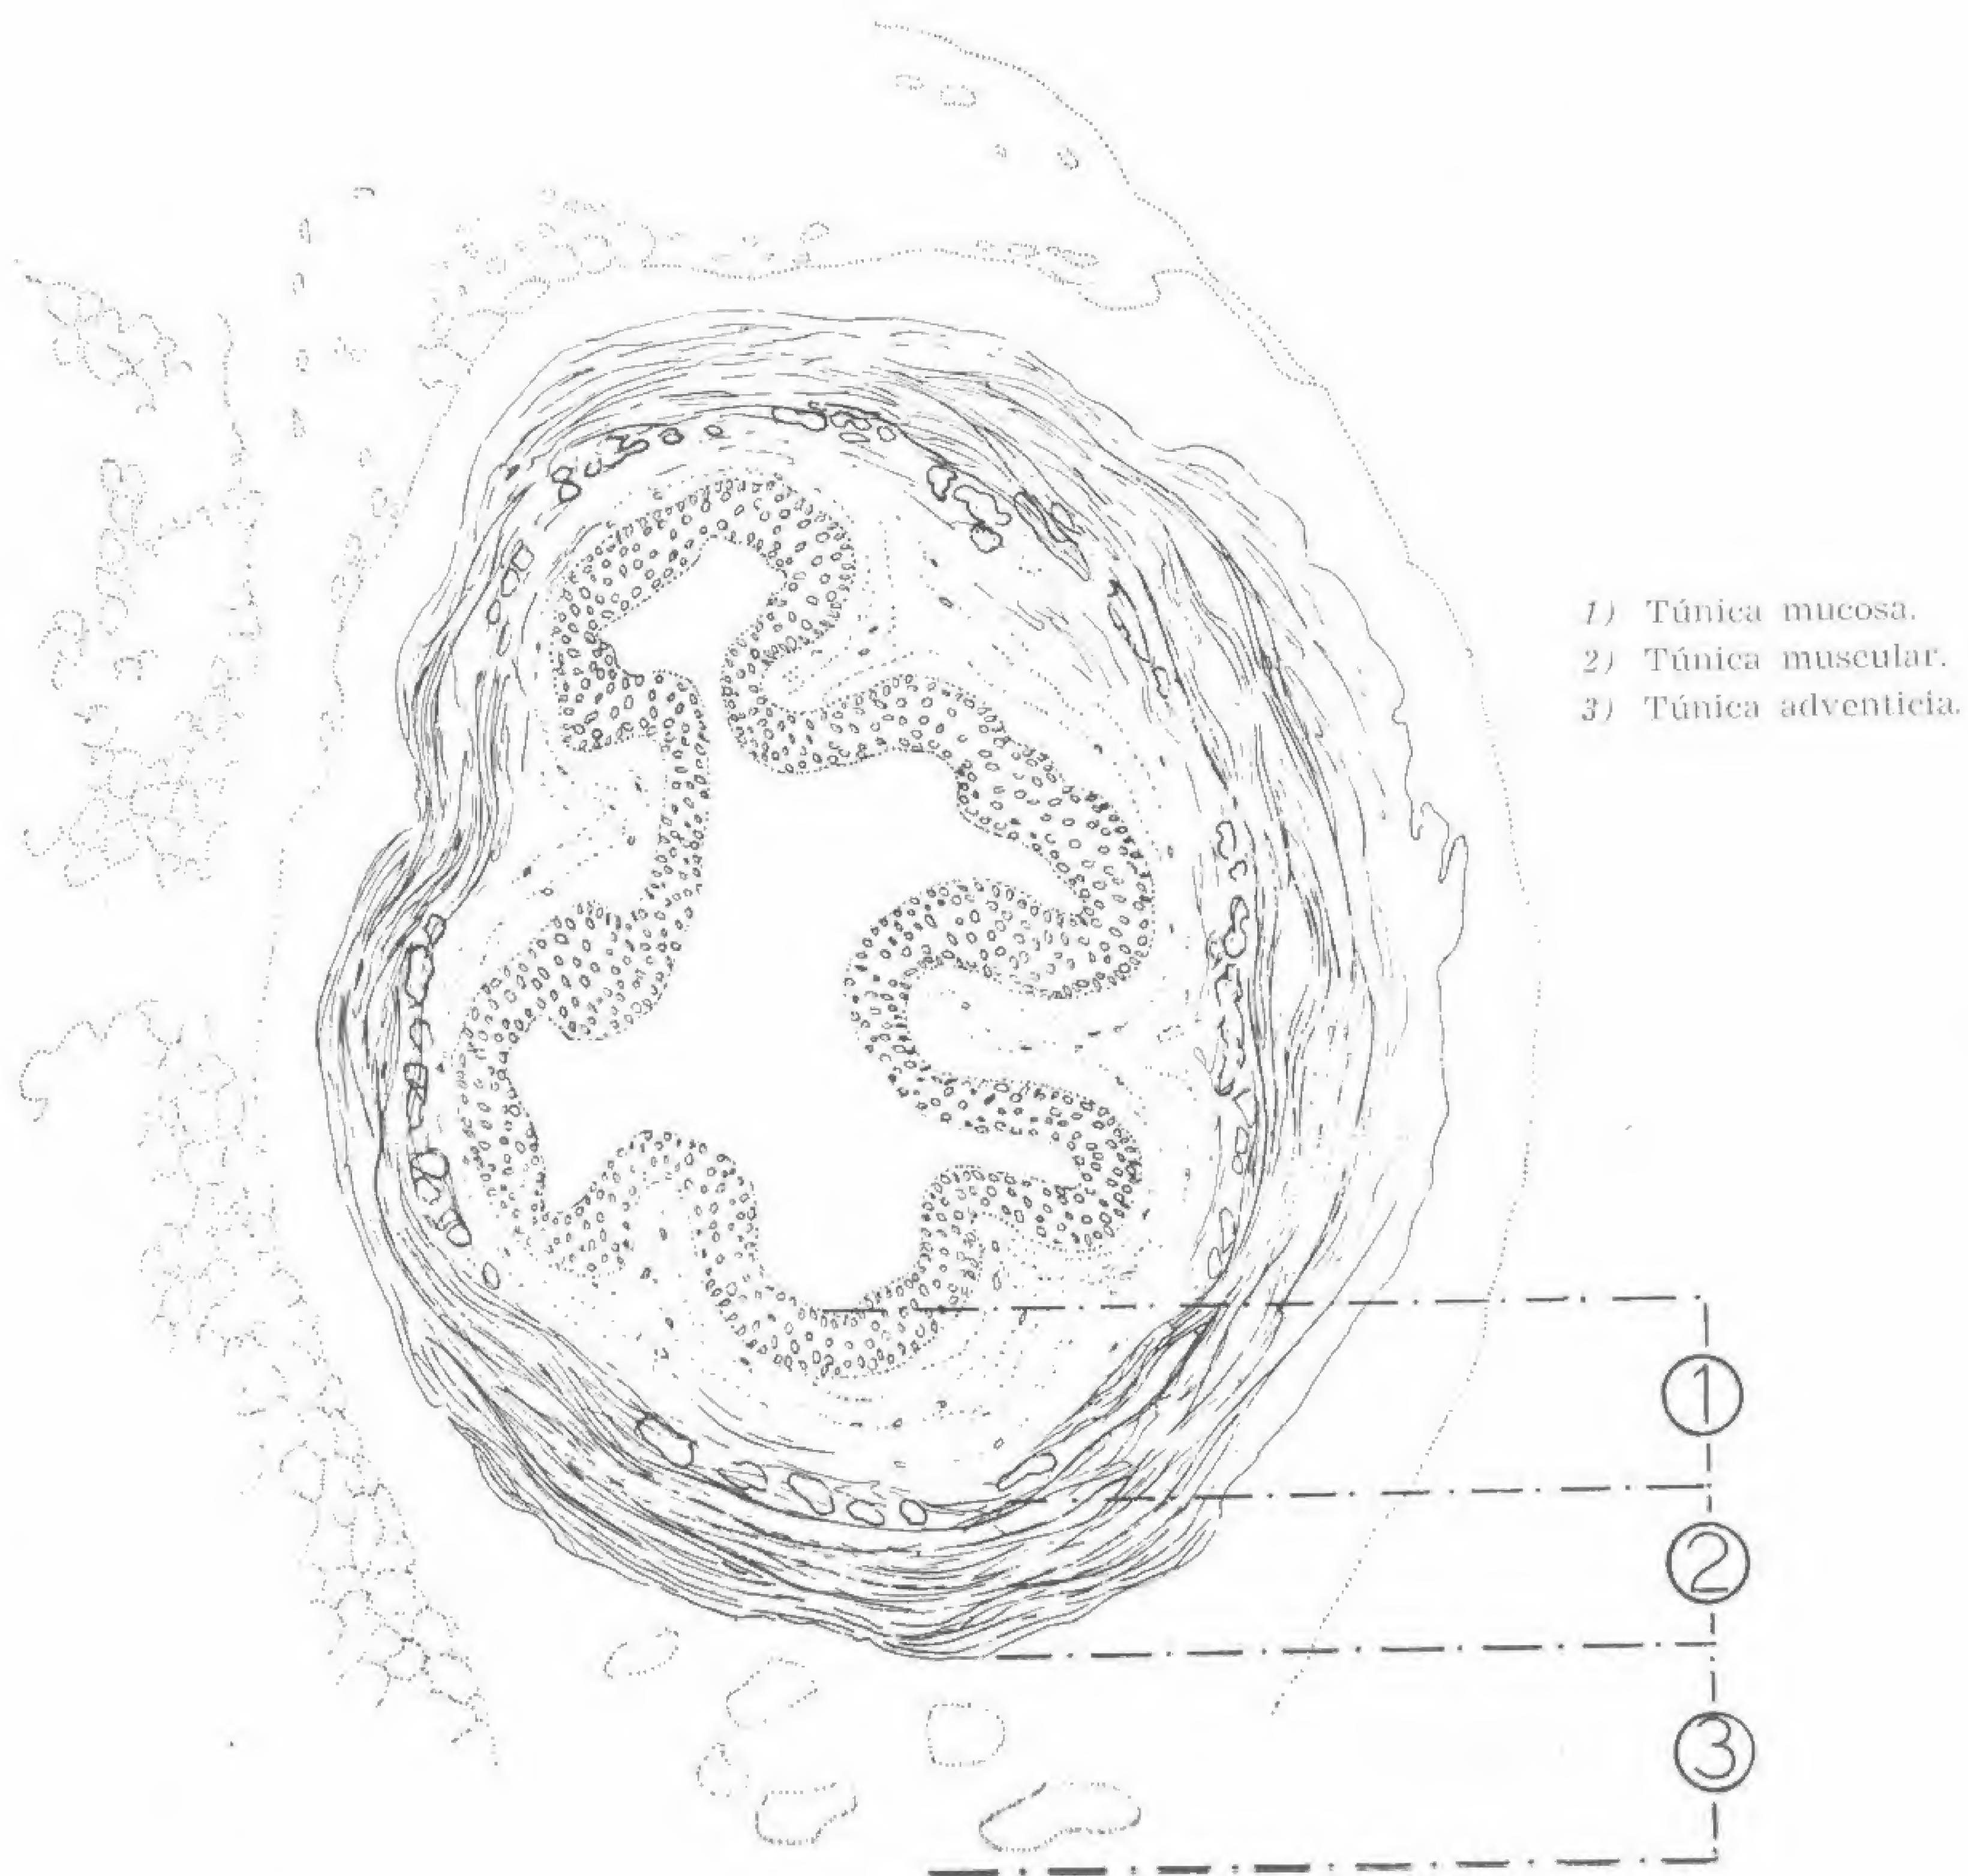 1) Túnica mucosa.
2) Túnica muscular.
3) Túnica adventicia.
1
2
3